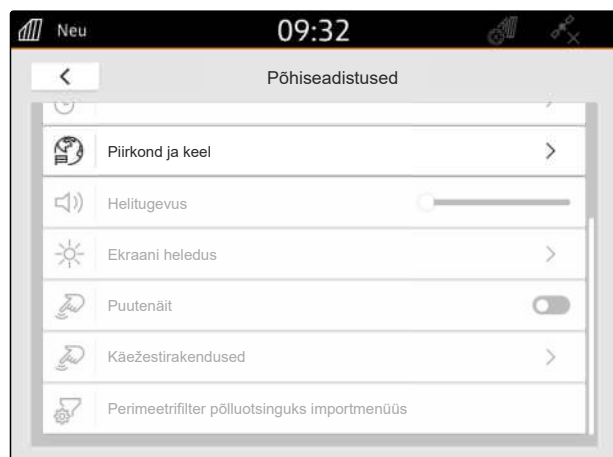 Neu
09:32
Põhiseadistused
Piirkond ja keel
Helitugevus
Ekraani heledus
Puutenäit
Käežestirakendused
Perimeetrifilter põlluotsinguks importmenüüs